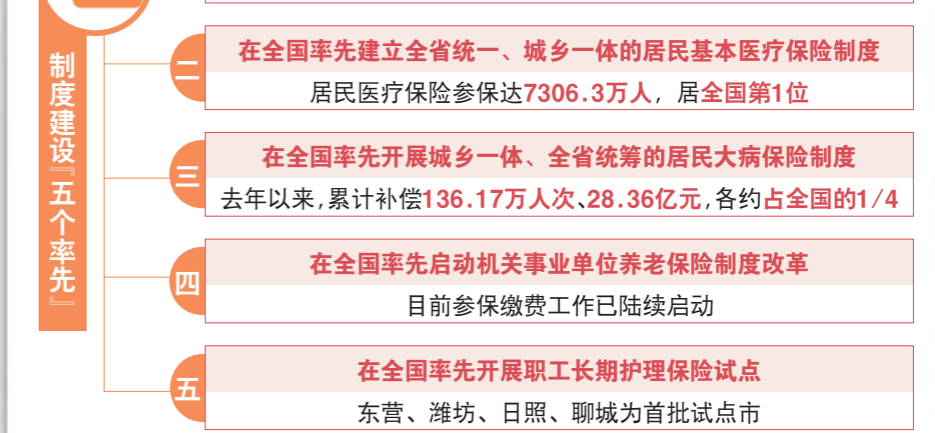 制度建设『五个率先』
二
在全国率先建立全省统一、城乡一体的居民基本医疗保险制度
居民医疗保险参保达7306.3万人，居全国第1位
三
在全国率先开展城乡一体、全省统筹的居民大病保险制度
去年以来,累计补偿136.17万人次、28.36亿元,各约占全国的1/4
四
在全国率先启动机关事业单位养老保险制度改革
目前参保缴费工作已陆续启动
五
在全国率先开展职工长期护理保险试点
东营、潍坊、日照、聊城为首批试点市